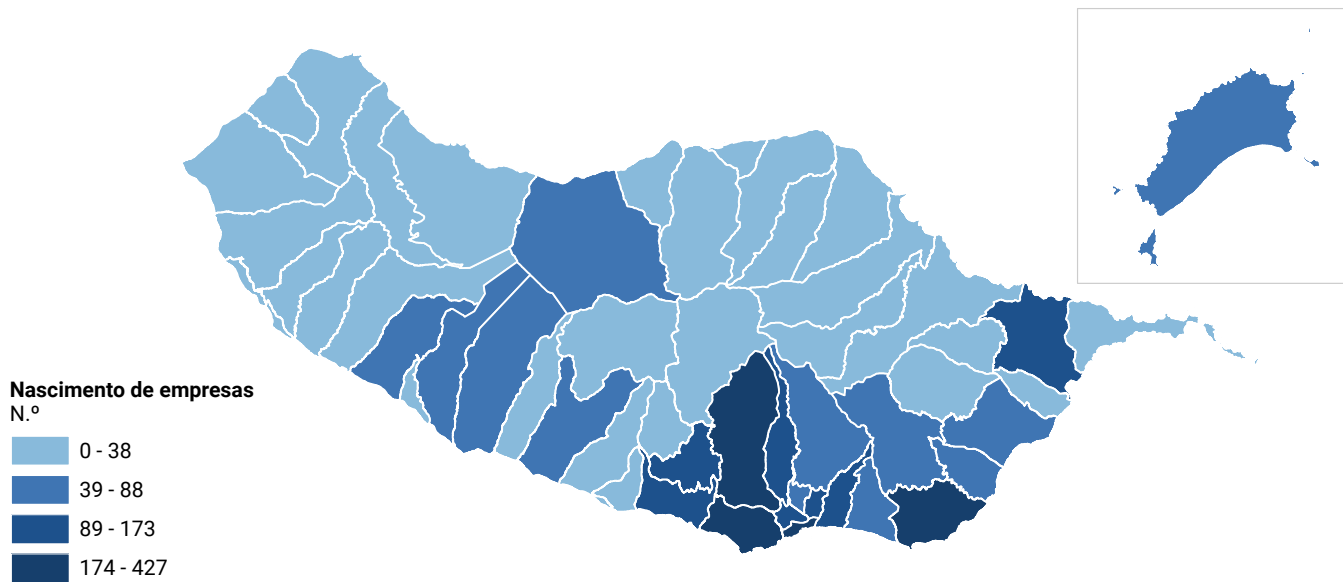 Nascimento de empresas
N.º
0 - 38
39 - 88
89 - 173
174 - 427